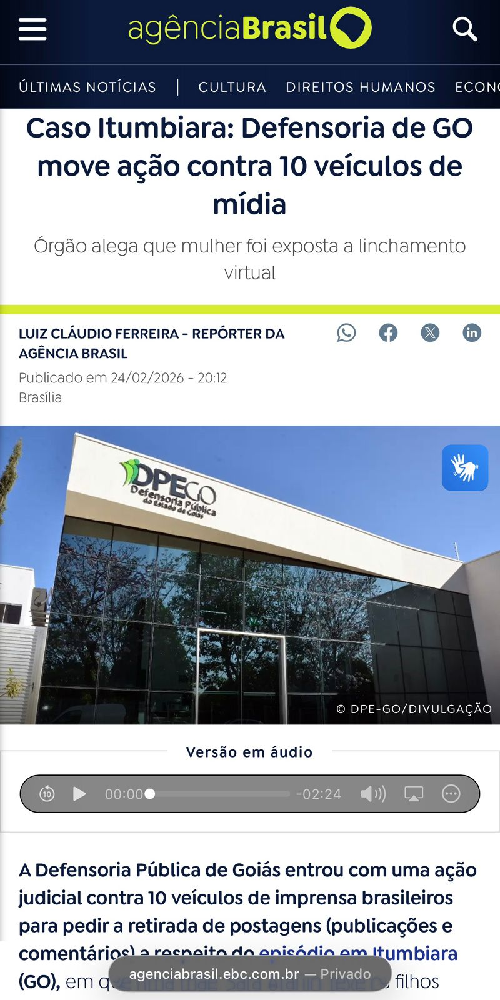 agênciaBrasil
ÚLTIMAS NOTÍCIAS | CULTURA DIREITOS HUMANOS ECON
Caso Itumbiara: Defensoria de GO
move ação contra 10 veículos de
mídia
Órgão alega que mulher foi exposta a linchamento
virtual
LUIZ CLÁUDIO FERREIRA - REPÓRTER DA
AGÊNCIA BRASIL
Publicado em 24/02/2026 - 20:12
Brasília
DPEGO
Defensoria Pública
do Estado de Goiás
© DPE-GO/DIVULGAÇÃO
Versão em áudio
10 00:00 -02:24
A Defensoria Pública de Goiás entrou com uma ação
judicial contra 10 veículos de imprensa brasileiros
para pedir a retirada de postagens (publicações e
comentários) a respeito do episódio em Itumbiara
(GO), em filhos
agenciabrasil.ebc.com.br — Privado